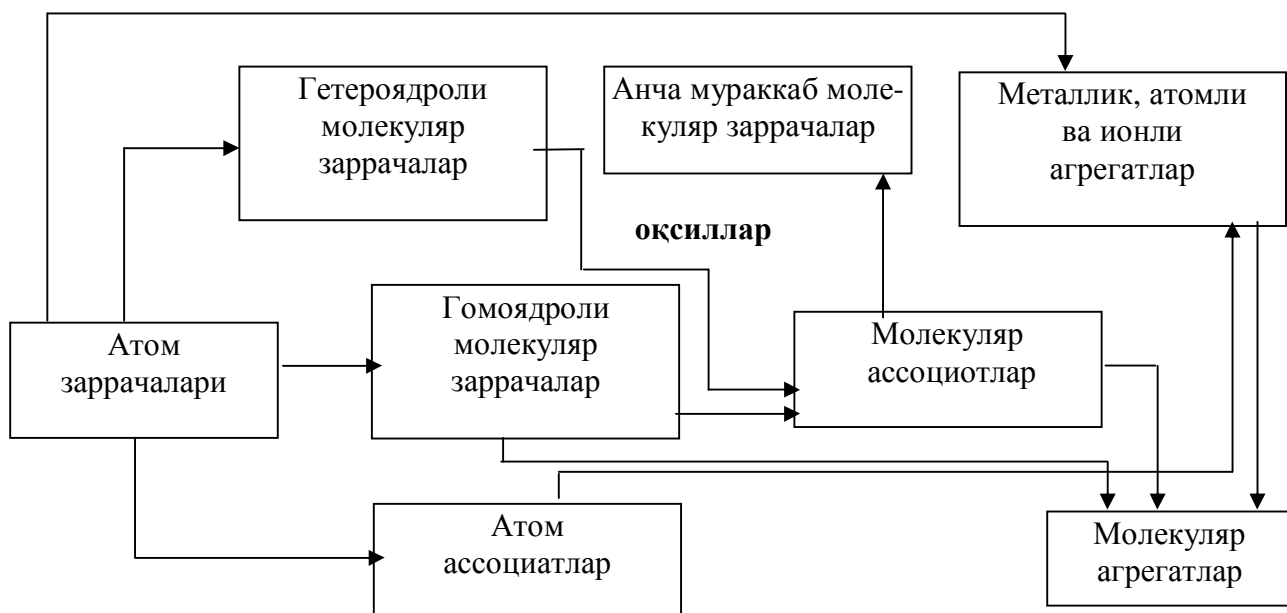 Гетероядроли
молекуляр
заррачалар
Анча мураккаб моле-
куляр заррачалар
Металлик, атомли
ва ионли
агрегатлар
оқсиллар
Атом
заррачалари
Гомоядроли
молекуляр
заррачалар
Молекуляр
ассоциотлар
Атом
ассоциатлар
Молекуляр
агрегатлар